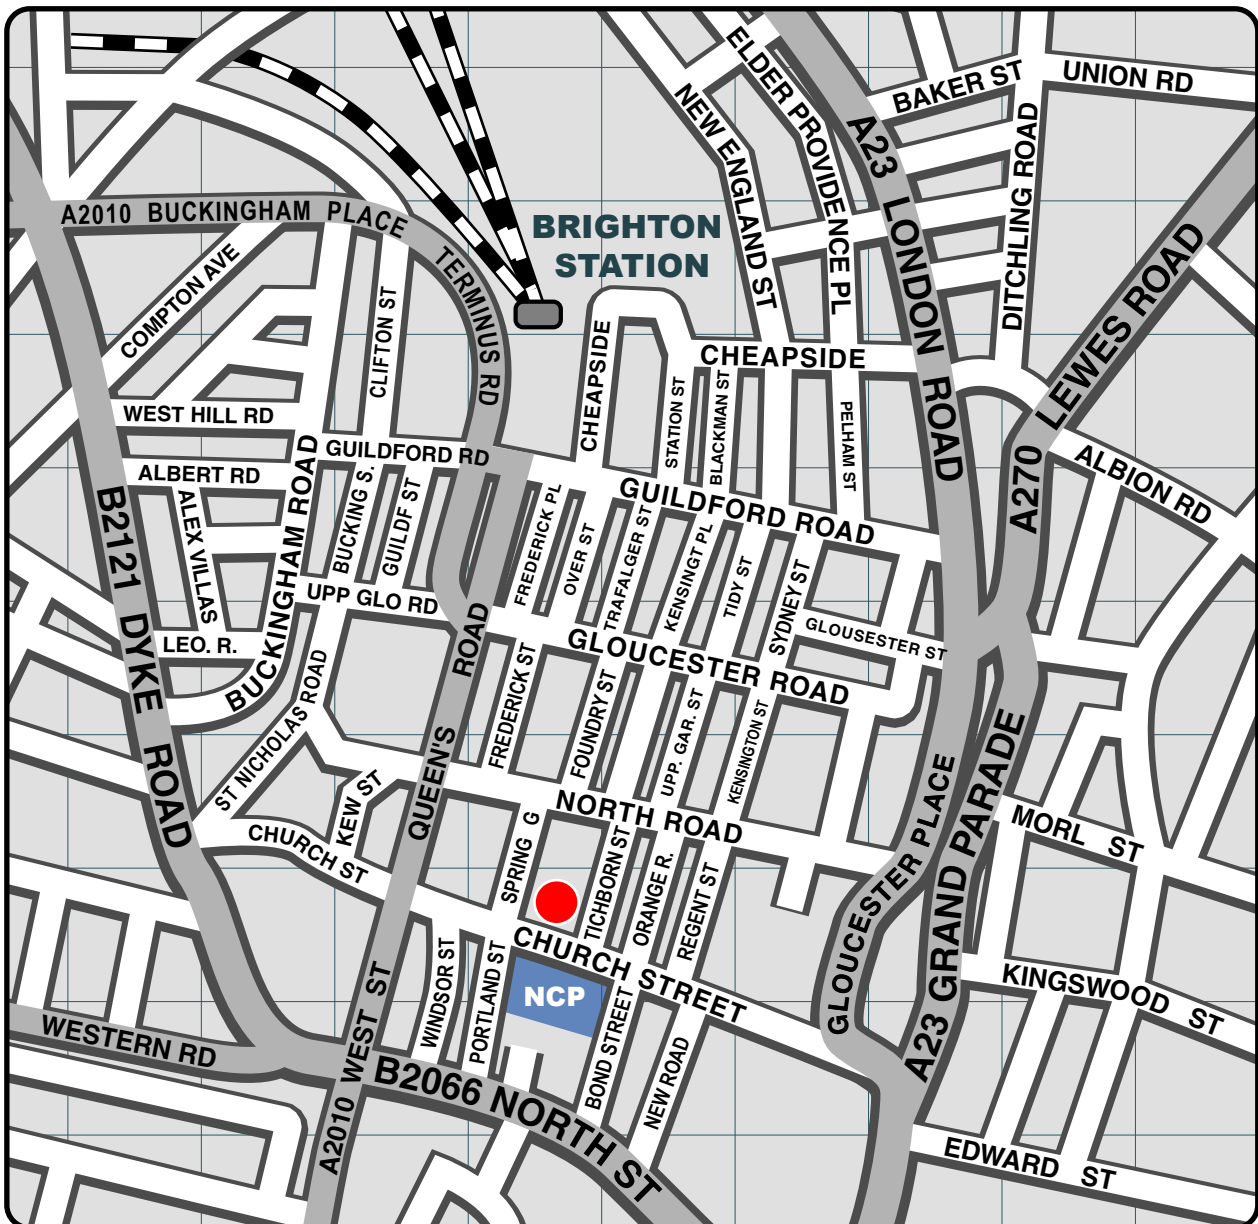 ELDER PROVIDENCE PL
NEW ENGLAND ST
BAKER ST
UNION RD
A23 LONDON ROAD
DITCHLING ROAD
A2010 BUCKINGHAM PLACE
TERMINUS RD
BRIGHTON
STATION
COMPTON AVE
CLIFTON ST
CHEAPSIDE
CHEAPSIDE
A270 LEWES ROAD
STATION ST
BLACKMAN ST
PELHAM ST
WEST HILL RD
GUILDFORD RD
ALBERT RD
ALBION RD
BUCKINGHAM ROAD
BUCKING S.
GUILDF ST
ALEX VILLAS
B2121 DYKE ROAD
GUILDFORD ROAD
FREDERICK PL
OVER ST
TRAFALGER ST
KENSINGT PL
TIDY ST
SYDNEY ST
UPP GLO RD
LEO. R.
GLOUSESTER ST
GLOUCESTER ROAD
QUEEN'S ROAD
ST NICHOLAS ROAD
FREDERICK ST
FOUNDRY ST
UPP. GAR. ST
KENSINGTON ST
KEW ST
NORTH ROAD
CHURCH ST
SPRING G
TICHBORN ST
ORANGE R.
REGENT ST
GLOUCESTER PLACE
A23 GRAND PARADE
MORL ST
CHURCH STREET
KINGSWOOD ST
NCP
WINDSOR ST
PORTLAND ST
BOND STREET
NEW ROAD
WESTERN RD
A2010 WEST ST
B2066 NORTH ST
EDWARD ST